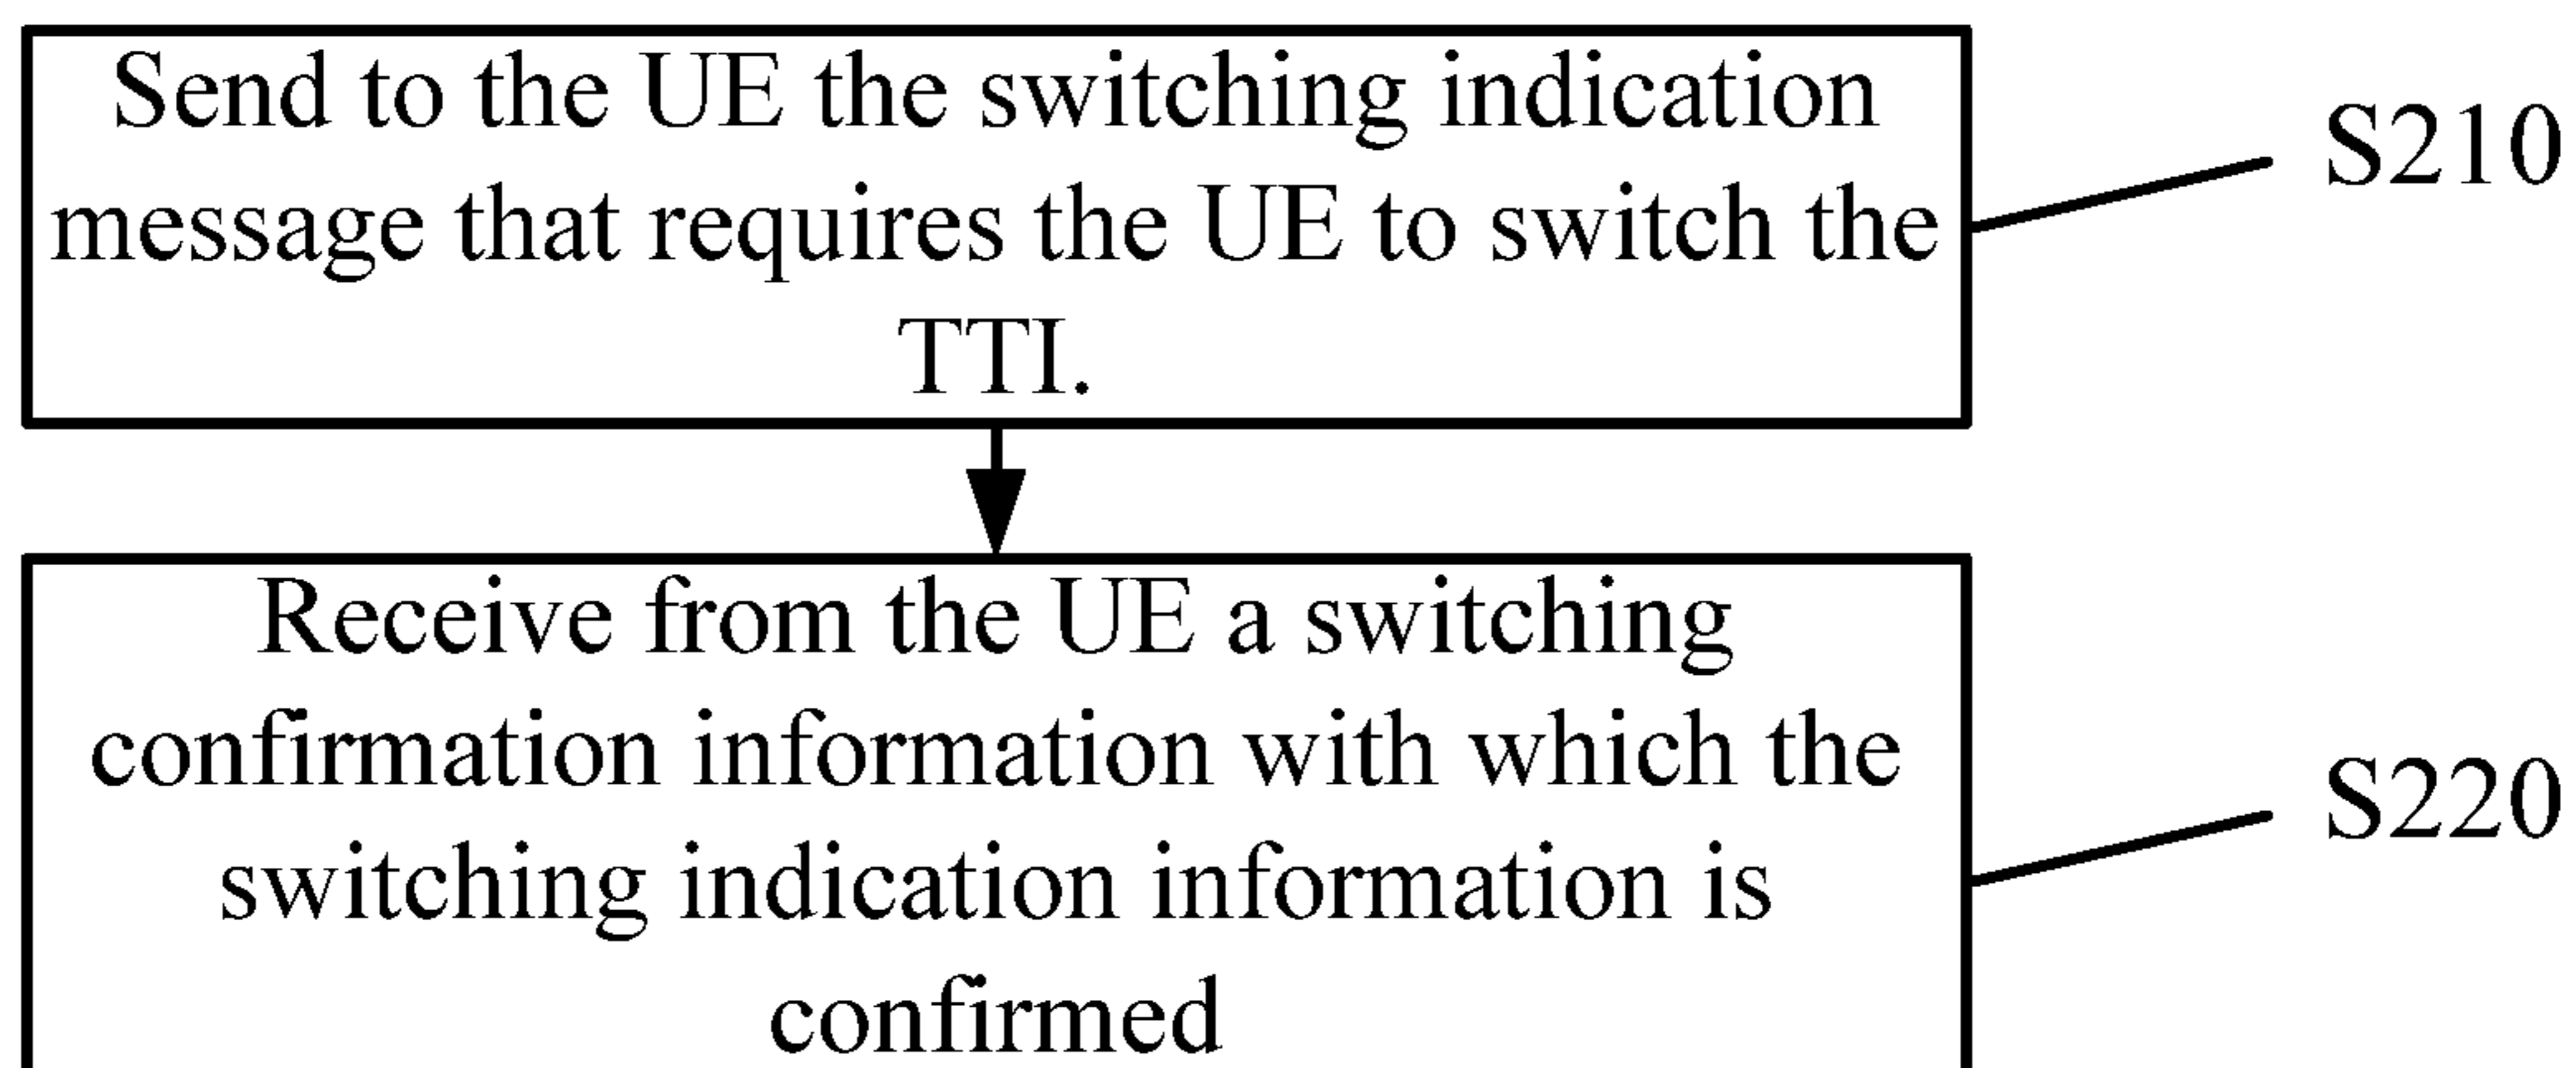 Send to the UE the switching indication
message that requires the UE to switch the
TTI.
S210
Receive from the UE a switching
confirmation information with which the
switching indication information is
confirmed
S220